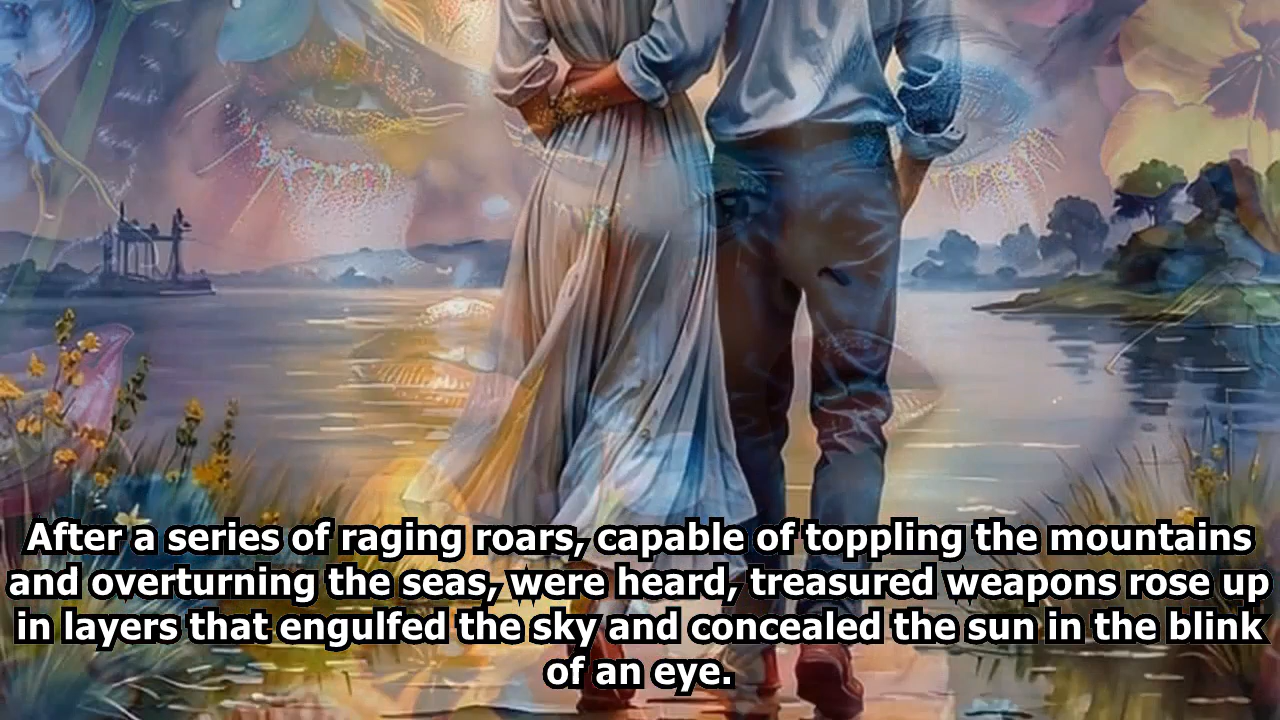 After a series of raging roars, capable of toppling the mountains
and overturning the seas, were heard, treasured weapons rose up
in layers that engulfed the sky and concealed the sun in the blink
of an eye.